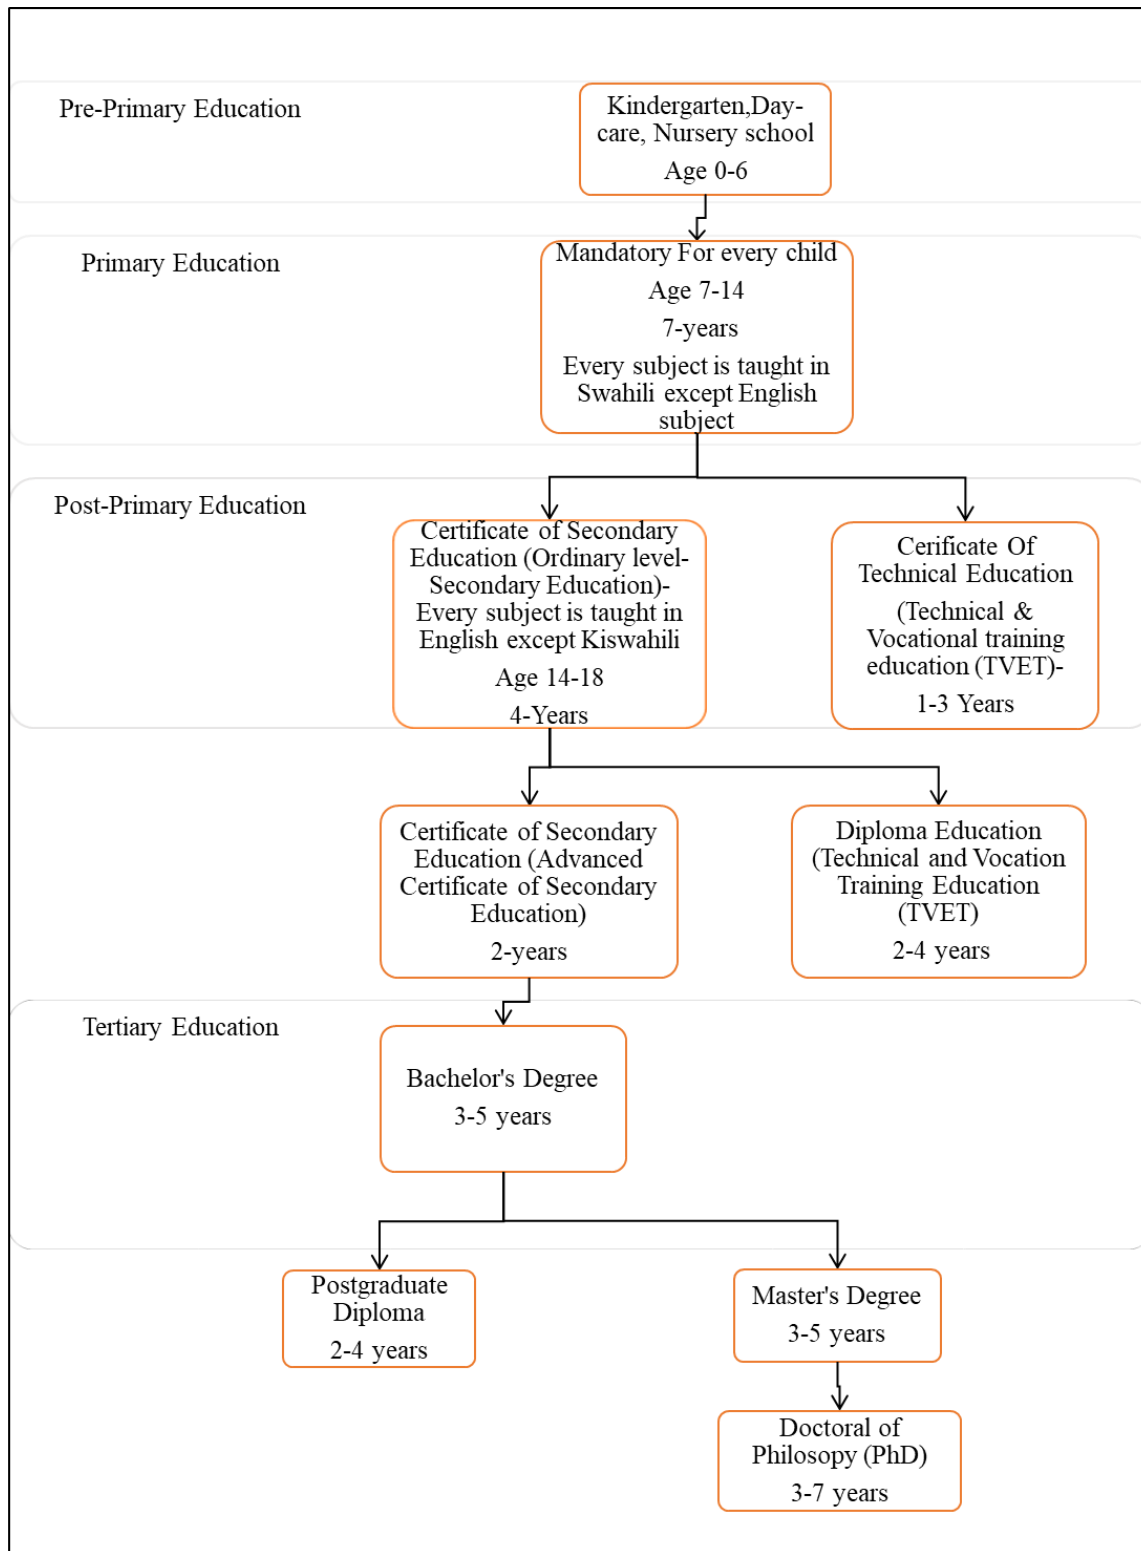 Pre-Primary Education
Kindergarten,Day-
care, Nursery school
Age 0-6
Primary Education
Mandatory For every child
Age 7-14
7-years
Every subject is taught in
Swahili except English
subject
Post-Primary Education
Certificate of Secondary
Education (Ordinary level-
Secondary Education)-
Every subject is taught in
English except Kiswahili
Age 14-18
4-Years
Cerificate Of
Technical Education
(Technical &
Vocational training
education (TVET)-
1-3 Years
Certificate of Secondary
Education (Advanced
Certificate of Secondary
Education)
2-years
Diploma Education
(Technical and Vocation
Training Education
(TVET)
2-4 years
Tertiary Education
Bachelor's Degree
3-5 years
Postgraduate
Diploma
2-4 years
Master's Degree
3-5 years
Doctoral of
Philosopy (PhD)
3-7 years